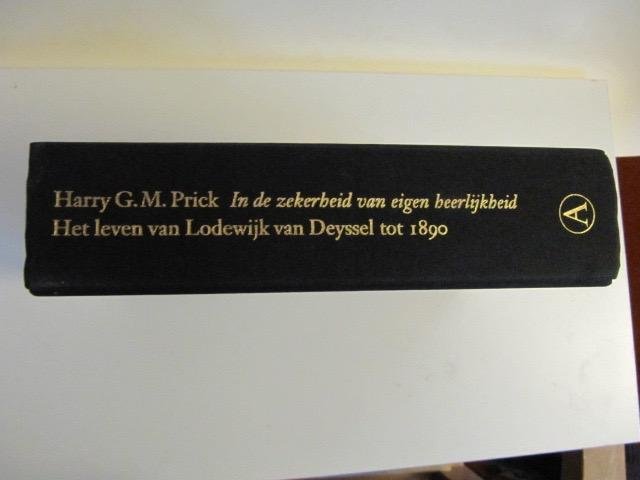 Harry G. M. Prick In de zekerheid van eigen heerlijkheid
Het leven van Lodewijk van Deyssel tot 1890
A